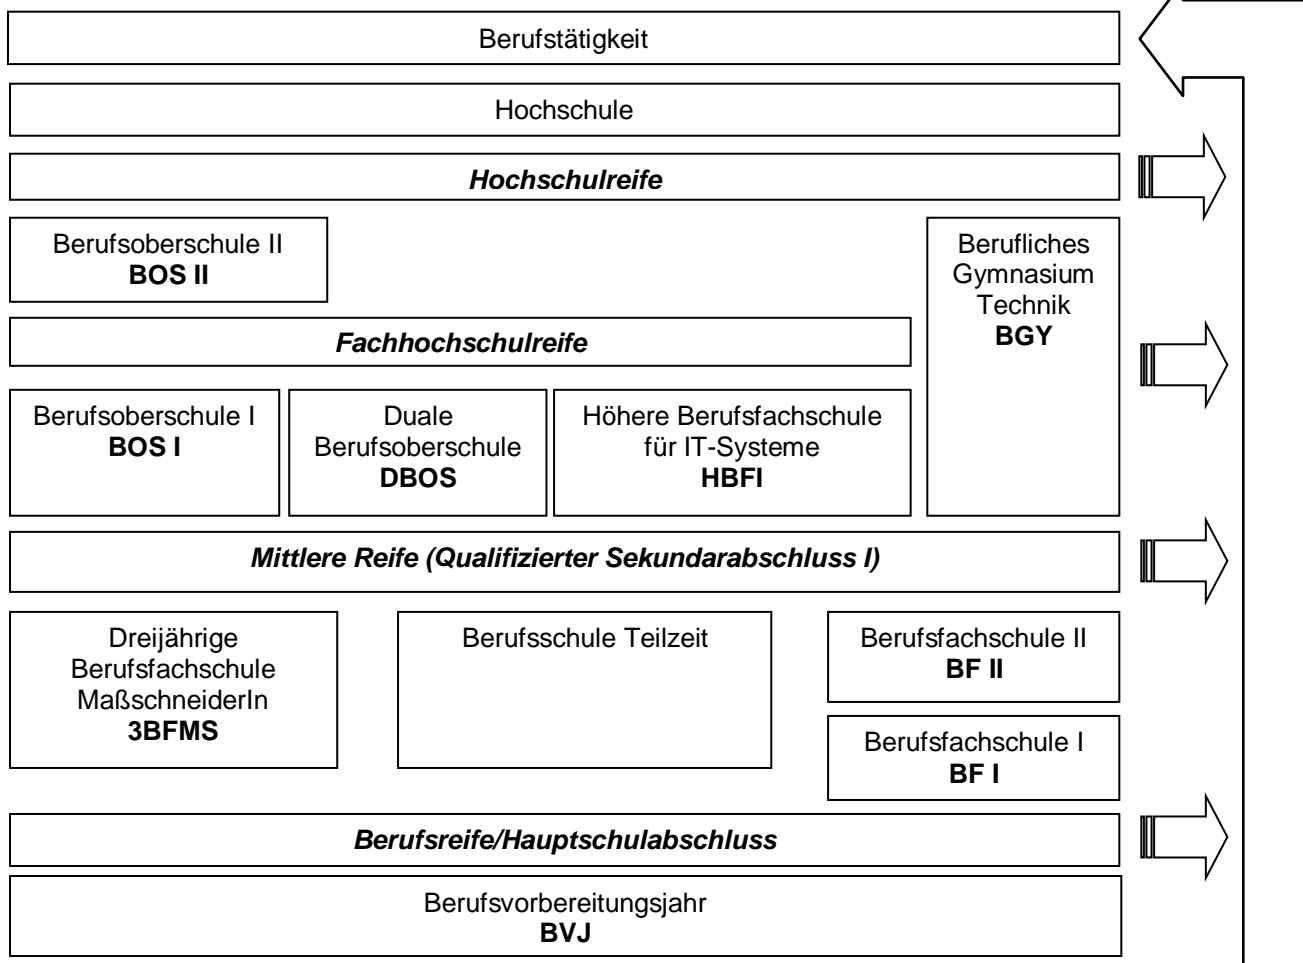 Berufstätigkeit
Hochschule
Hochschulreife
Berufsoberschule II
BOS II
Berufliches
Gymnasium
Technik
BGY
Fachhochschulreife
Berufsoberschule I
BOS I
Duale
Berufsoberschule
DBOS
Höhere Berufsfachschule
für IT-Systeme
HBFI
Mittlere Reife (Qualifizierter Sekundarabschluss I)
Dreijährige
Berufsfachschule
MaßschneiderIn
3BFMS
Berufsschule Teilzeit
Berufsfachschule II
BF II
Berufsfachschule I
BF I
Berufsreife/Hauptschulabschluss
Berufsvorbereitungsjahr
BVJ